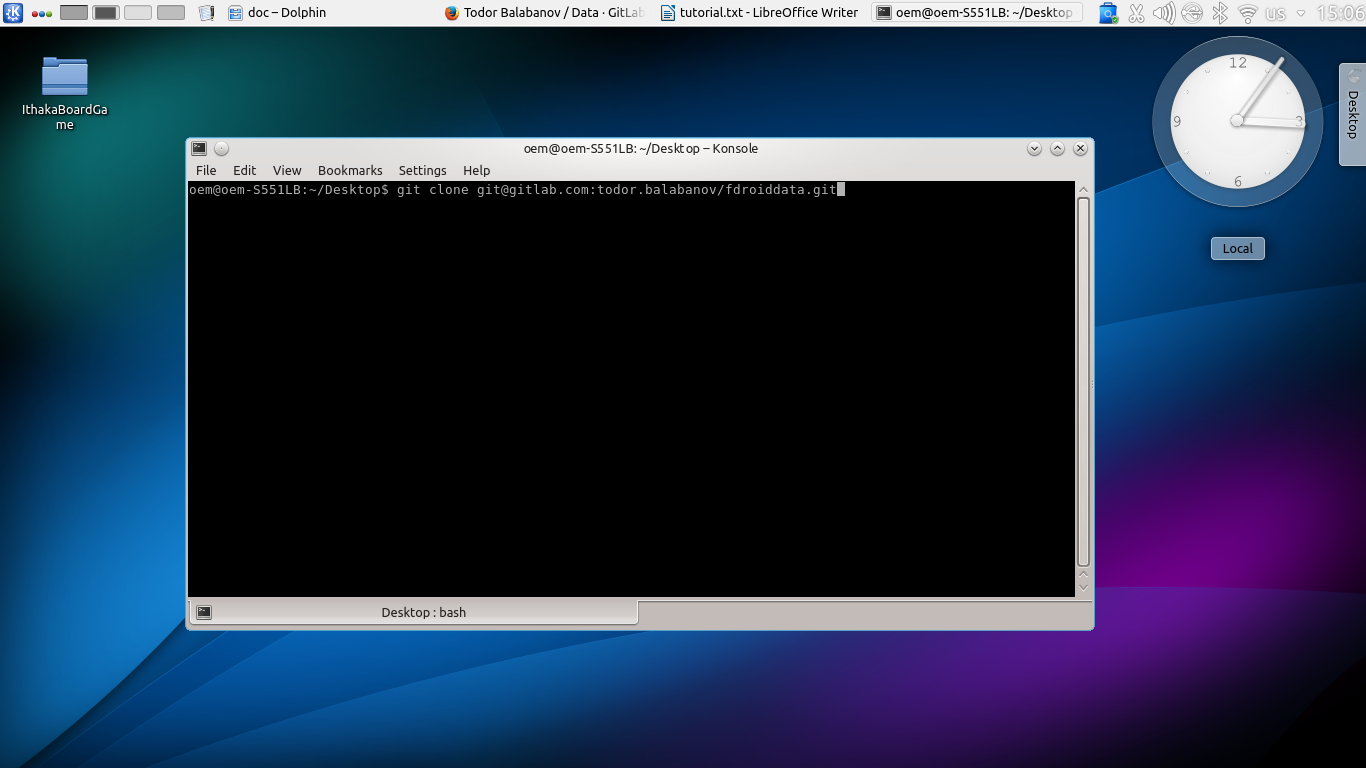 doc – Dolphin
Todor Balabanov / Data · GitLab
tutorial.txt - LibreOffice Writer
oem@oem-S551LB: ~/Desktop
us
15:06
IthakaBoardGa
me
12
3
6
9
Desktop
Local
oem@oem-S551LB: ~/Desktop – Konsole
File Edit View Bookmarks Settings Help
oem@oem-S551LB:~/Desktop$ git clone git@gitlab.com:todor.balabanov/fdroiddata.git
Desktop : bash